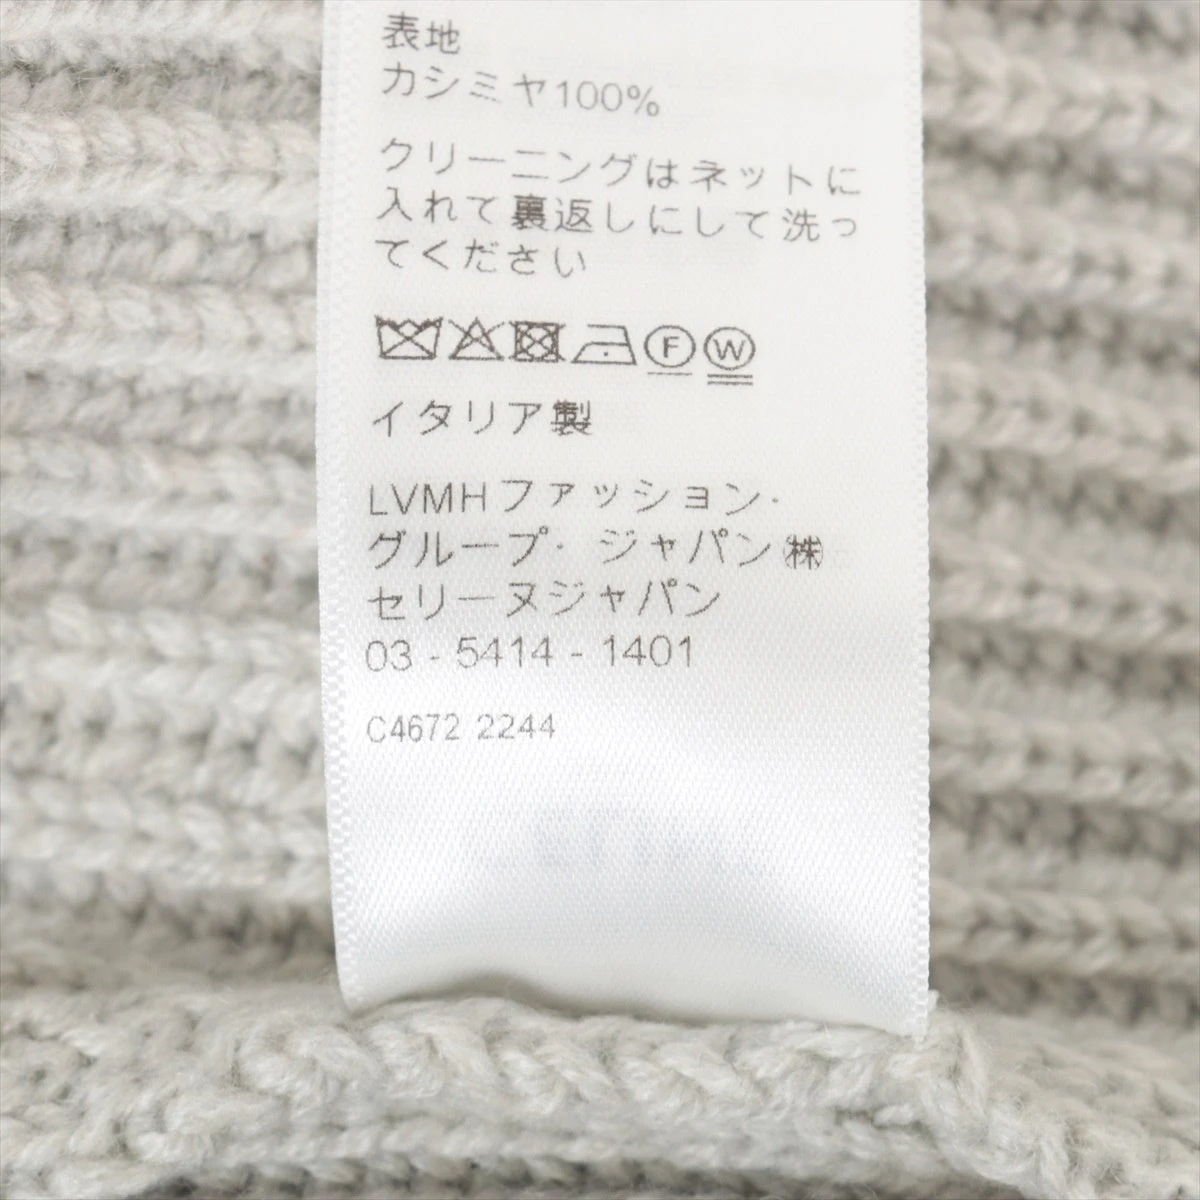 表地
カシミヤ100%
クリーニングはネットに
入れて裏返しにして洗っ
てください
F W
イタリア製
LVMHファッション・
グループ・ジャパン㈱
セリーヌジャパン
03 - 5414 - 1401
C4672 2244